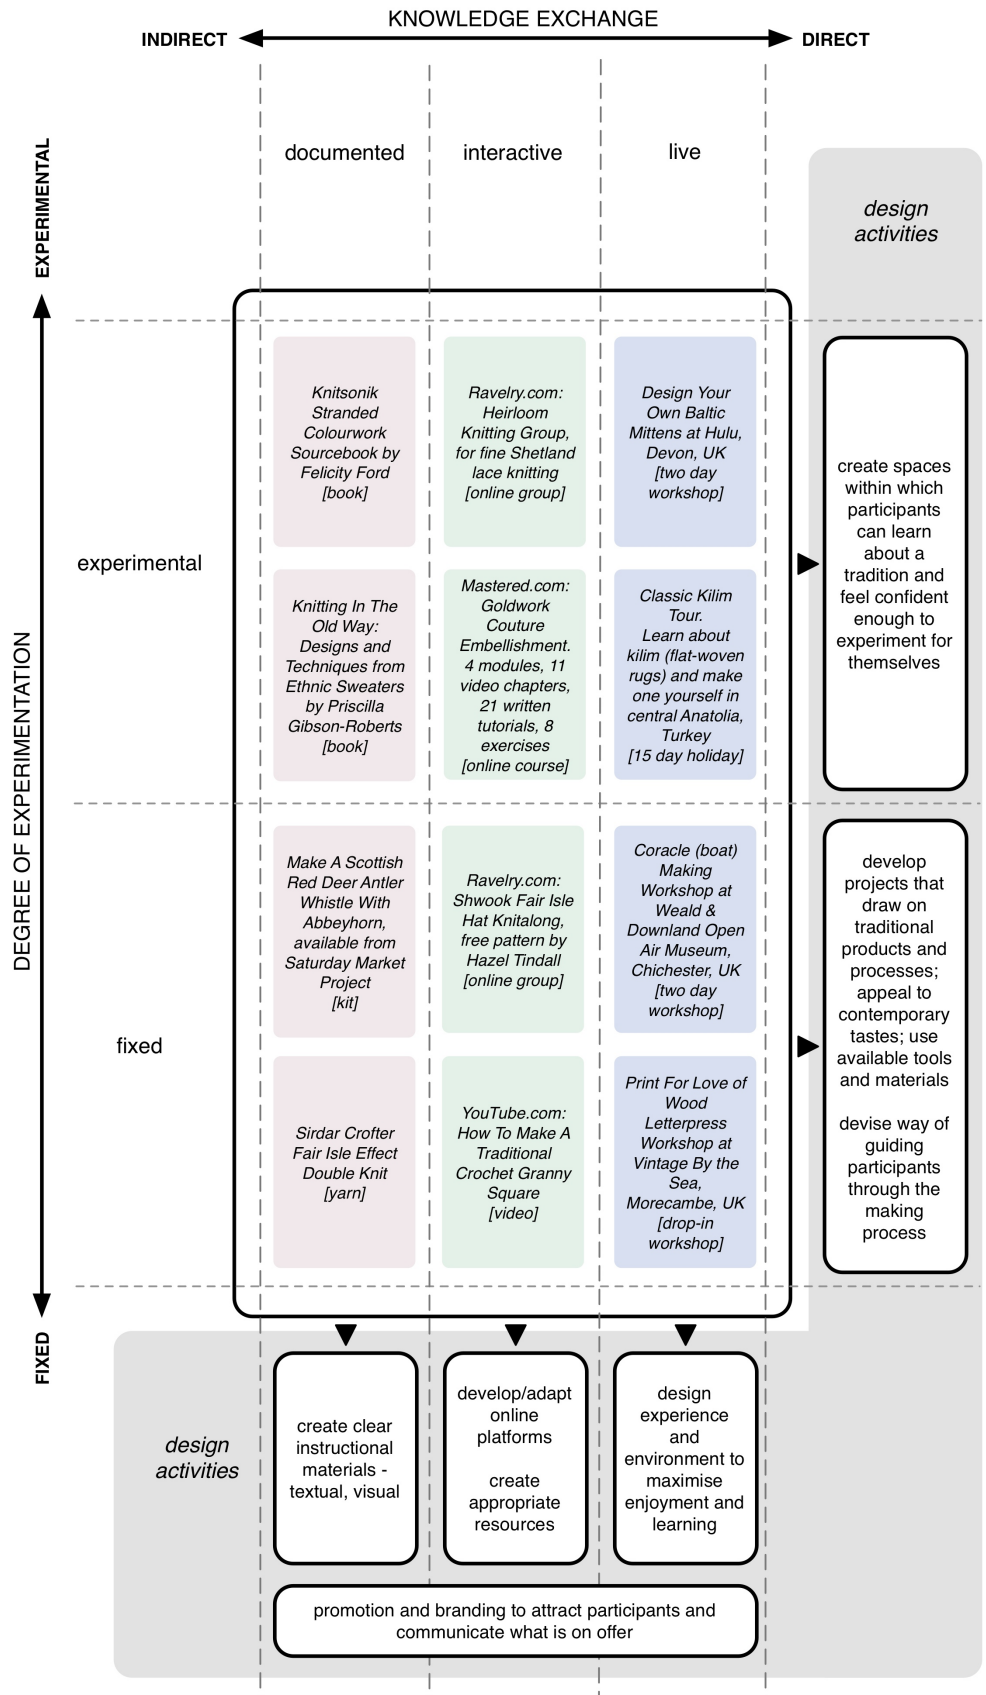 KNOWLEDGE EXCHANGE
INDIRECT
DIRECT
documented
interactive
live
EXPERIMENTAL
DEGREE OF EXPERIMENTATION
FIXED
design
activities
experimental
Knitsonik
Stranded
Colourwork
Sourcebook by
Felicity Ford
[book]
Ravelry.com:
Heirloom
Knitting Group,
for fine Shetland
lace knitting
[online group]
Design Your
Own Baltic
Mittens at Hulu,
Devon, UK
[two day
workshop]
Knitting In The
Old Way:
Designs and
Techniques from
Ethnic Sweaters
by Priscilla
Gibson-Roberts
[book]
Mastered.com:
Goldwork
Couture
Embellishment.
4 modules, 11
video chapters,
21 written
tutorials, 8
exercises
[online course]
Classic Kilim
Tour.
Learn about
kilim (flat-woven
rugs) and make
one yourself in
central Anatolia,
Turkey
[15 day holiday]
create spaces
within which
participants
can learn
about a
tradition and
feel confident
enough to
experiment for
themselves
fixed
Make A Scottish
Red Deer Antler
Whistle With
Abbeyhorn,
available from
Saturday Market
Project
[kit]
Ravelry.com:
Shwook Fair Isle
Hat Knitalong,
free pattern by
Hazel Tindall
[online group]
Coracle (boat)
Making
Workshop at
Weald &
Downland Open
Air Museum,
Chichester, UK
[two day
workshop]
Sirdar Crofter
Fair Isle Effect
Double Knit
[yarn]
YouTube.com:
How To Make A
Traditional
Crochet Granny
Square
[video]
Print For Love of
Wood
Letterpress
Workshop at
Vintage By the
Sea,
Morecambe, UK
[drop-in
workshop]
develop
projects that
draw on
traditional
products and
processes;
appeal to
contemporary
tastes; use
available tools
and materials
devise way of
guiding
participants
through the
making
process
design
activities
create clear
instructional
materials -
textual, visual
develop/adapt
online
platforms
create
appropriate
resources
design
experience
and
environment to
maximise
enjoyment and
learning
promotion and branding to attract participants and
communicate what is on offer